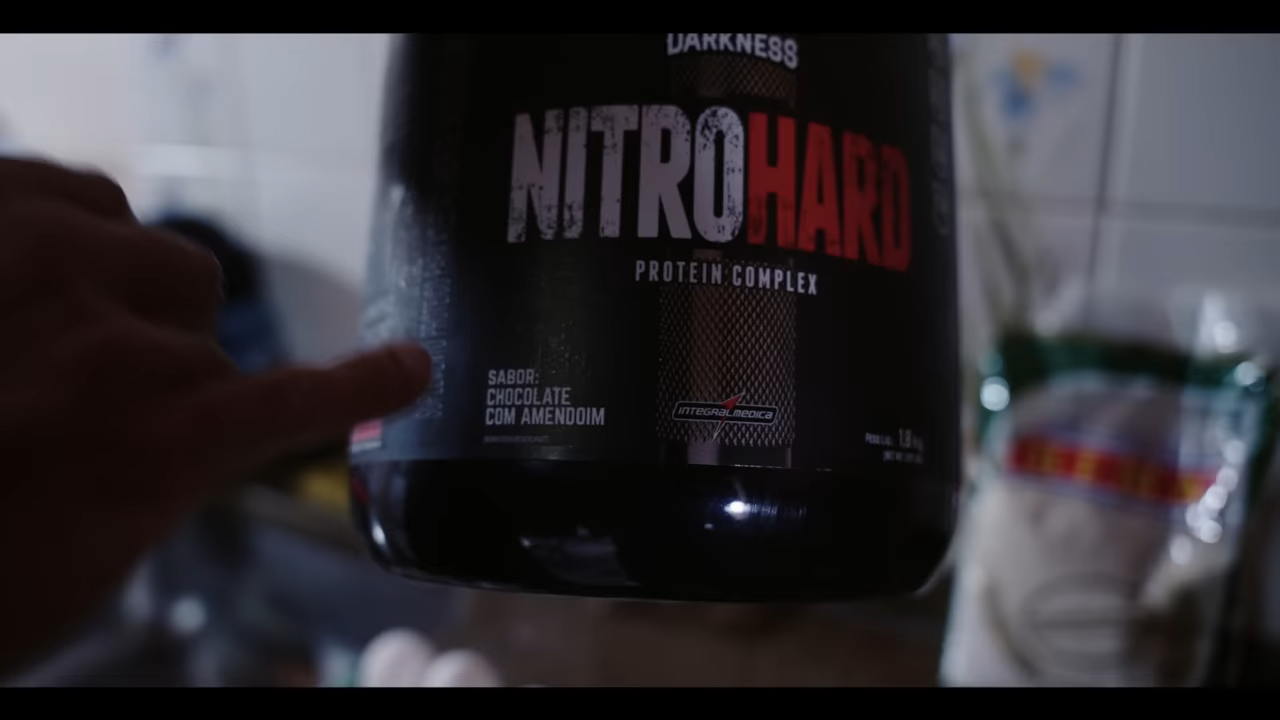 DARKNESS
NITROHARD
PROTEIN COMPLEX
SABOR:
CHOCOLATE
COM AMENDOIM
INTEGRALMEDICA